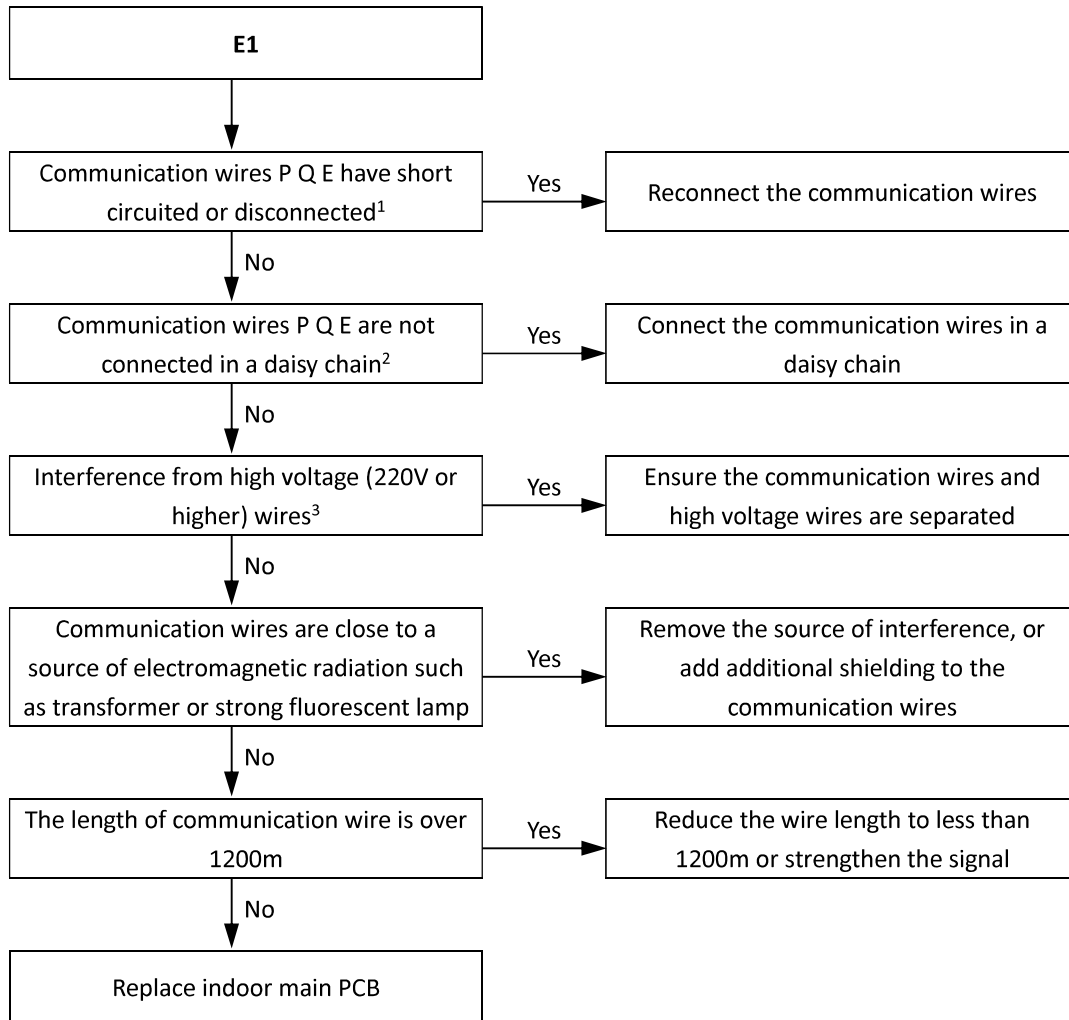 E1
Communication wires P Q E have short
circuited or disconnected¹
Yes
Reconnect the communication wires
No
Communication wires P Q E are not
connected in a daisy chain²
Yes
Connect the communication wires in a
daisy chain
No
Interference from high voltage (220V or
higher) wires³
Yes
Ensure the communication wires and
high voltage wires are separated
No
Communication wires are close to a
source of electromagnetic radiation such
as transformer or strong fluorescent lamp
Yes
Remove the source of interference, or
add additional shielding to the
communication wires
No
The length of communication wire is over
1200m
Yes
Reduce the wire length to less than
1200m or strengthen the signal
No
Replace indoor main PCB